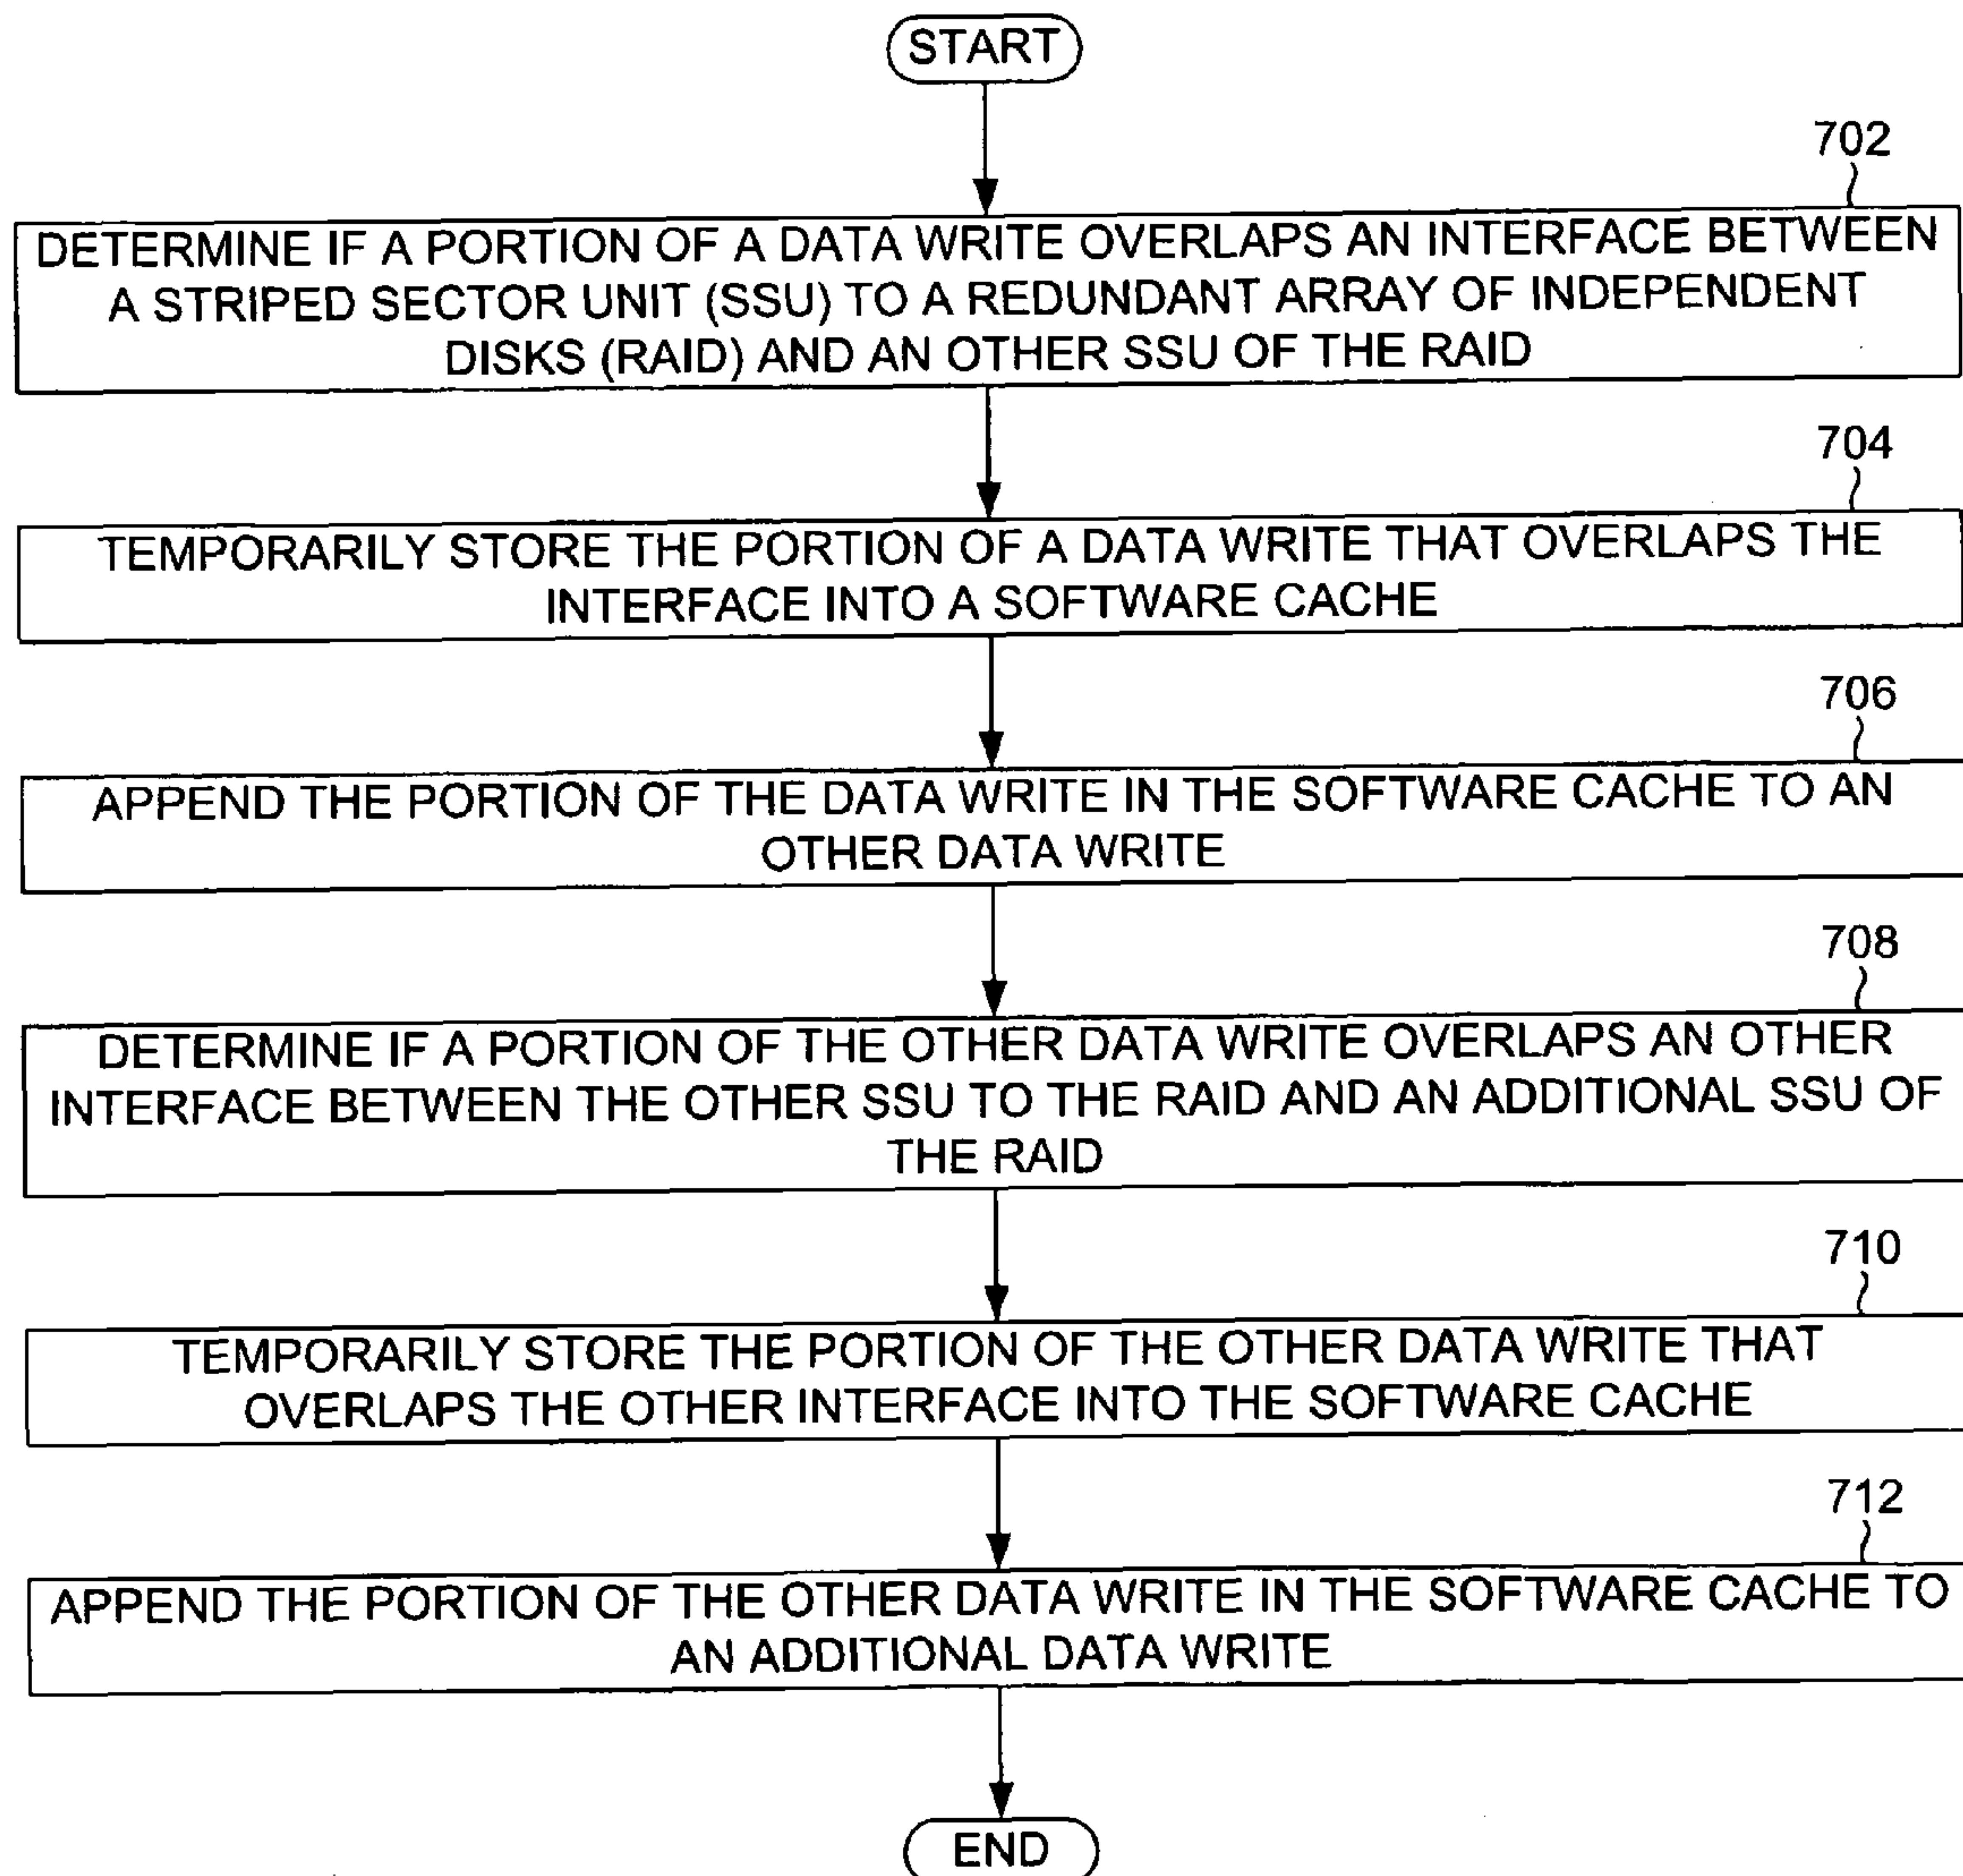 START
702
DETERMINE IF A PORTION OF A DATA WRITE OVERLAPS AN INTERFACE BETWEEN
A STRIPED SECTOR UNIT (SSU) TO A REDUNDANT ARRAY OF INDEPENDENT
DISKS (RAID) AND AN OTHER SSU OF THE RAID
704
TEMPORARILY STORE THE PORTION OF A DATA WRITE THAT OVERLAPS THE
INTERFACE INTO A SOFTWARE CACHE
706
APPEND THE PORTION OF THE DATA WRITE IN THE SOFTWARE CACHE TO AN
OTHER DATA WRITE
708
DETERMINE IF A PORTION OF THE OTHER DATA WRITE OVERLAPS AN OTHER
INTERFACE BETWEEN THE OTHER SSU TO THE RAID AND AN ADDITIONAL SSU OF
THE RAID
710
TEMPORARILY STORE THE PORTION OF THE OTHER DATA WRITE THAT
OVERLAPS THE OTHER INTERFACE INTO THE SOFTWARE CACHE
712
APPEND THE PORTION OF THE OTHER DATA WRITE IN THE SOFTWARE CACHE TO
AN ADDITIONAL DATA WRITE
END